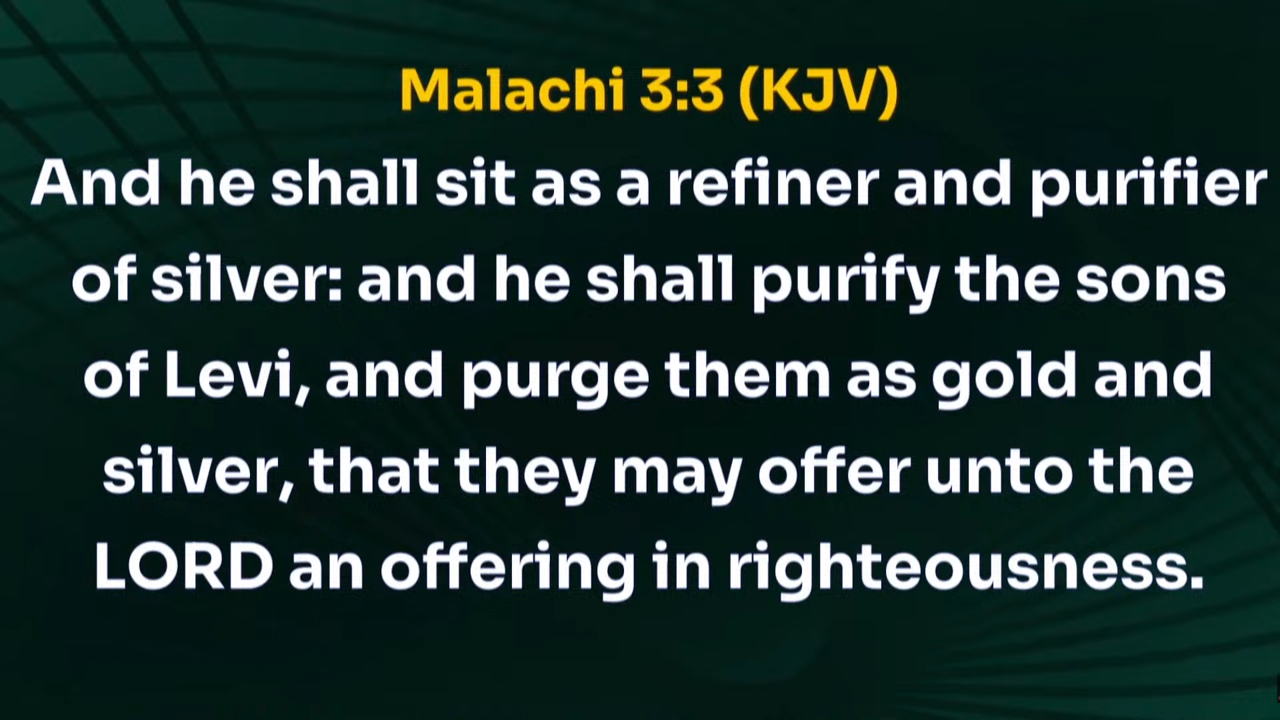 Malachi 3:3 (KJV)
And he shall sit as a refiner and purifier
of silver: and he shall purify the sons
of Levi, and purge them as gold and
silver, that they may offer unto the
LORD an offering in righteousness.